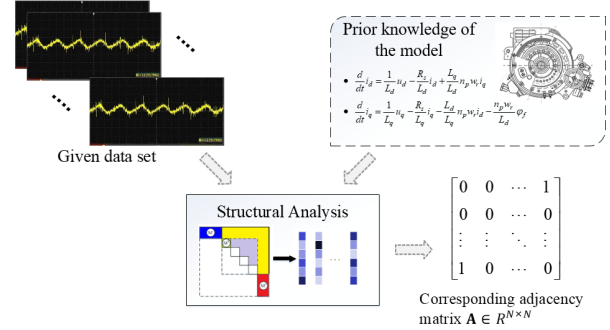 Prior knowledge of
the model
• d/dt i_d = 1/L_d u_d − R_s/L_d i_d + L_q/L_d n_p w_r i_q
• d/dt i_q = 1/L_q u_q − R_s/L_q i_q − L_d/L_q n_p w_r i_d − n_p w_r/L_d φ_f
Given data set
Structural Analysis
...
0 0 ⋯ 1
0 0 ⋯ 0
⋮ ⋮ ⋱ ⋮
1 0 ⋯ 0
Corresponding adjacency
matrix A ∈ R^{N×N}